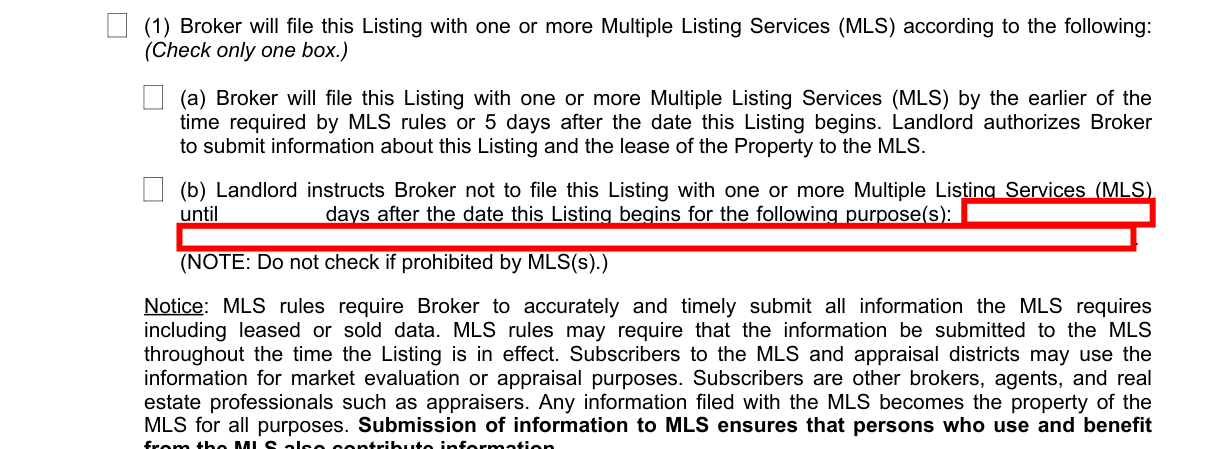 (1) Broker will file this Listing with one or more Multiple Listing Services (MLS) according to the following:
(Check only one box.)
(a) Broker will file this Listing with one or more Multiple Listing Services (MLS) by the earlier of the
time required by MLS rules or 5 days after the date this Listing begins. Landlord authorizes Broker
to submit information about this Listing and the lease of the Property to the MLS.
(b) Landlord instructs Broker not to file this Listing with one or more Multiple Listing Services (MLS)
until days after the date this Listing begins for the following purpose(s):
.
(NOTE: Do not check if prohibited by MLS(s).)
Notice: MLS rules require Broker to accurately and timely submit all information the MLS requires
including leased or sold data. MLS rules may require that the information be submitted to the MLS
throughout the time the Listing is in effect. Subscribers to the MLS and appraisal districts may use the
information for market evaluation or appraisal purposes. Subscribers are other brokers, agents, and real
estate professionals such as appraisers. Any information filed with the MLS becomes the property of the
MLS for all purposes. Submission of information to MLS ensures that persons who use and benefit
from the MLS also contribute information.